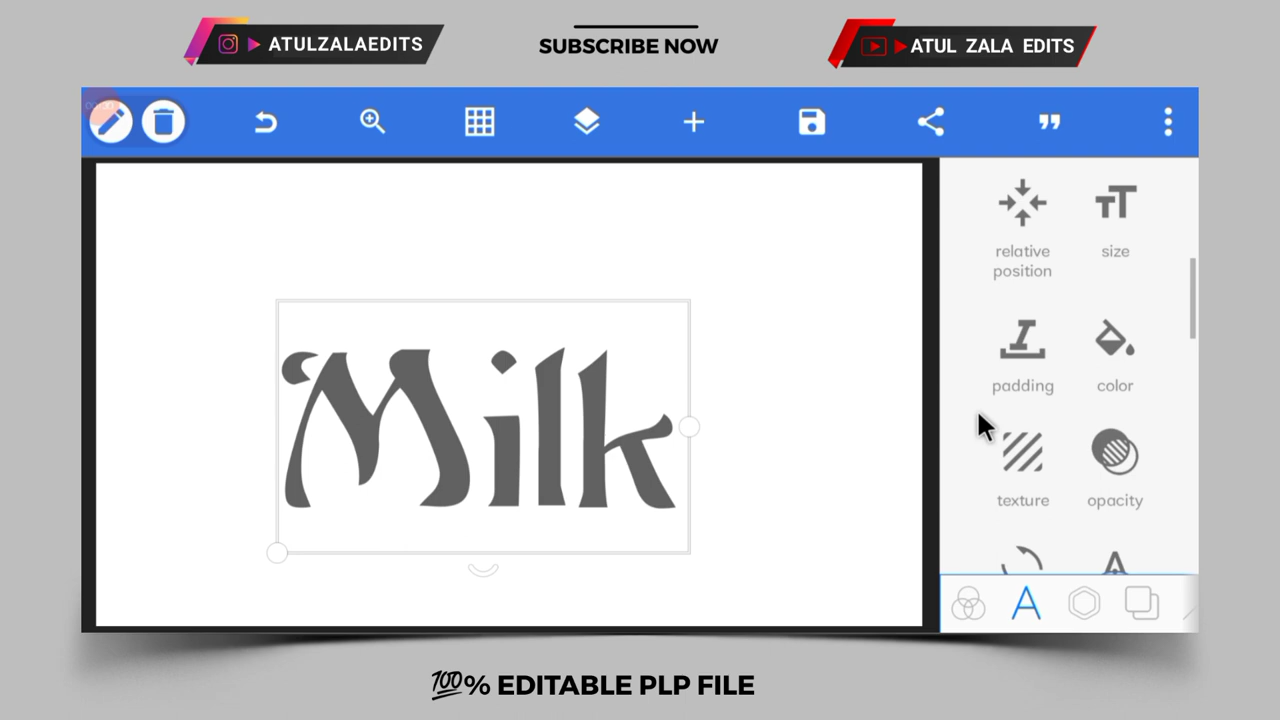 ATULZALAEDITS
SUBSCRIBE NOW
ATUL ZALA EDITS
relative position
size
padding
color
Milk
texture
opacity
💯% EDITABLE PLP FILE